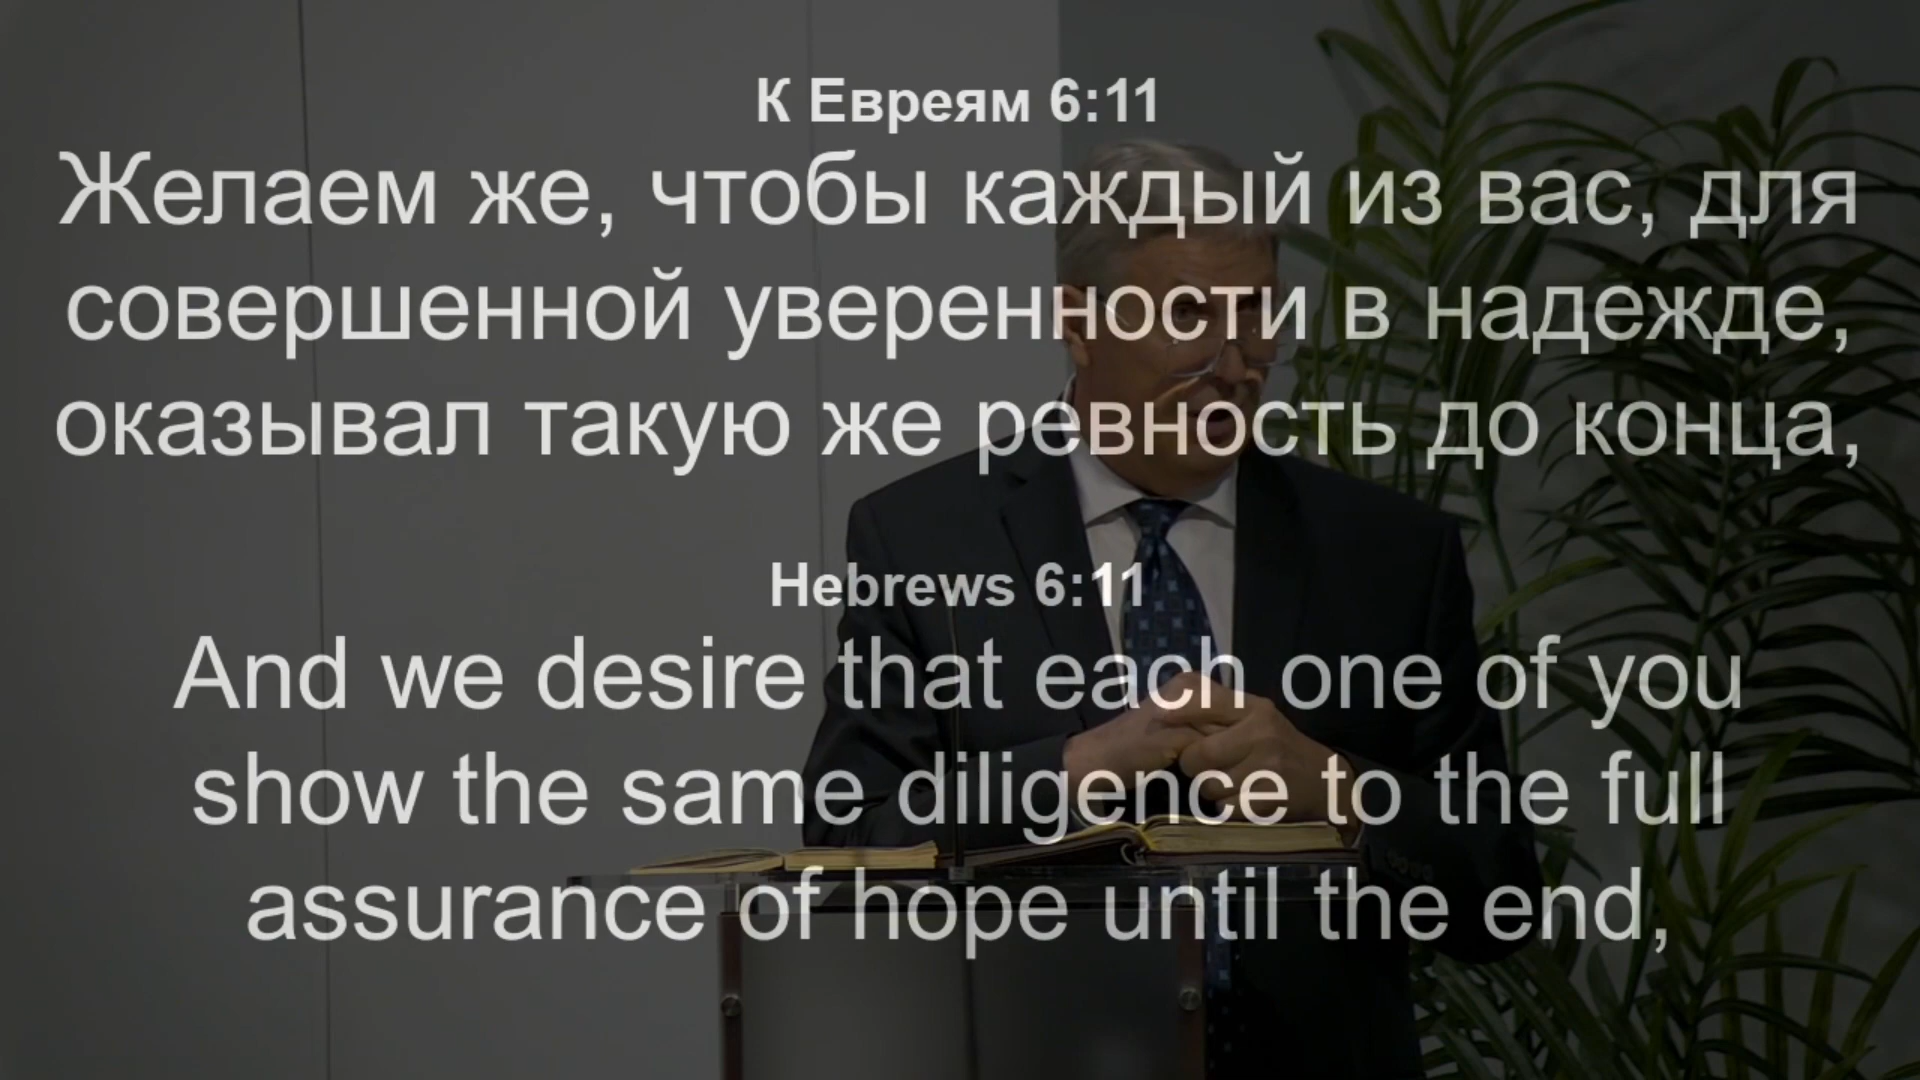 К Евреям 6:11
Желаем же, чтобы каждый из вас, для
совершенной уверенности в надежде,
оказывал такую же ревность до конца,
Hebrews 6:11
And we desire that each one of you
show the same diligence to the full
assurance of hope until the end,